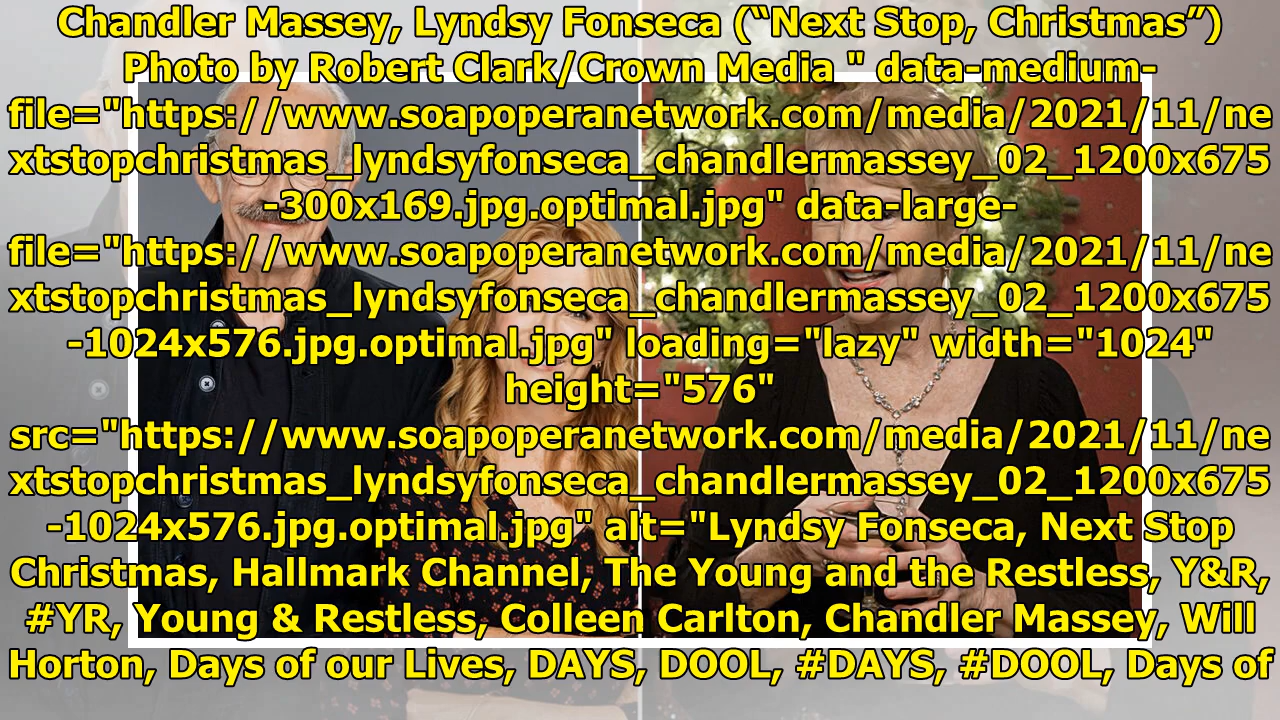 Chandler Massey, Lyndsy Fonseca (“Next Stop, Christmas”)
Photo by Robert Clark/Crown Media " data-medium-
file="https://www.soapoperanetwork.com/media/2021/11/ne
xtstopchristmas_lyndsyfonseca_chandlermassey_02_1200x675
-300x169.jpg.optimal.jpg" data-large-
file="https://www.soapoperanetwork.com/media/2021/11/ne
xtstopchristmas_lyndsyfonseca_chandlermassey_02_1200x675
-1024x576.jpg.optimal.jpg" loading="lazy" width="1024"
height="576"
src="https://www.soapoperanetwork.com/media/2021/11/ne
xtstopchristmas_lyndsyfonseca_chandlermassey_02_1200x675
-1024x576.jpg.optimal.jpg" alt="Lyndsy Fonseca, Next Stop
Christmas, Hallmark Channel, The Young and the Restless, Y&R,
#YR, Young & Restless, Colleen Carlton, Chandler Massey, Will
Horton, Days of our Lives, DAYS, DOOL, #DAYS, #DOOL, Days of